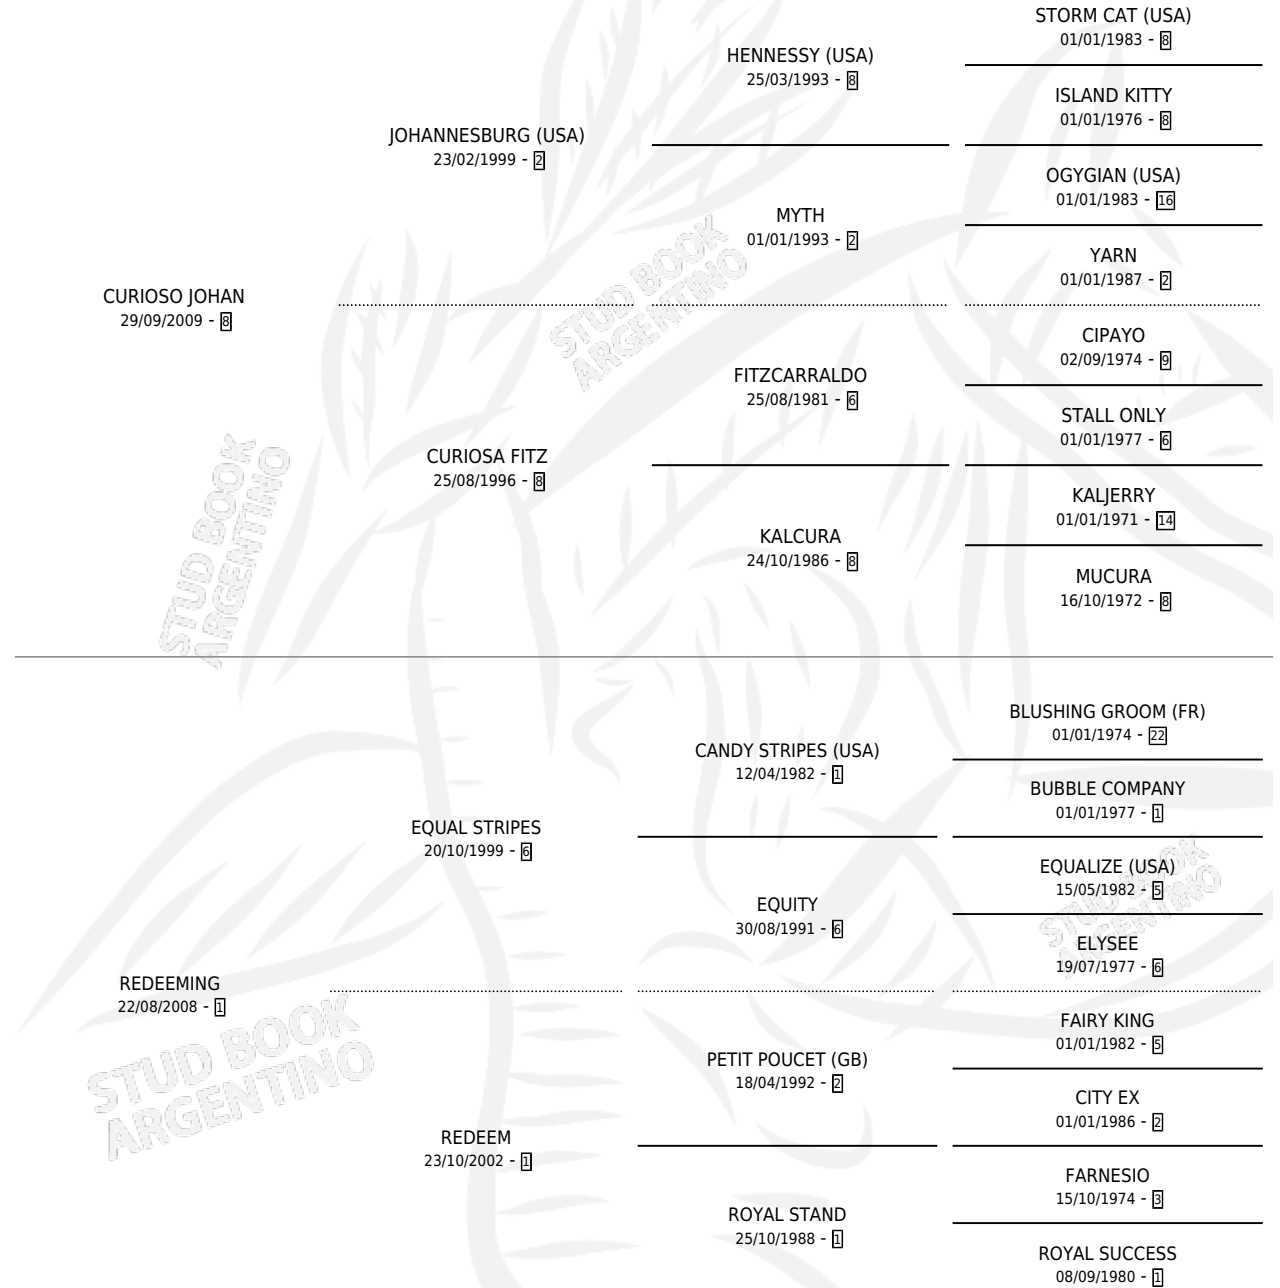 STORM CAT (USA)
01/01/1983 - 8
HENNESSY (USA)
25/03/1993 - 8
ISLAND KITTY
01/01/1976 - 8
JOHANNESBURG (USA)
23/02/1999 - 2
OGYGIAN (USA)
01/01/1983 - 16
MYTH
01/01/1993 - 2
YARN
01/01/1987 - 2
CURIOSO JOHAN
29/09/2009 - 8
CIPAYO
02/09/1974 - 9
FITZCARRALDO
25/08/1981 - 6
STALL ONLY
01/01/1977 - 6
CURIOSA FITZ
25/08/1996 - 8
KALJERRY
01/01/1971 - 14
KALCURA
24/10/1986 - 8
MUCURA
16/10/1972 - 8
BLUSHING GROOM (FR)
01/01/1974 - 22
CANDY STRIPES (USA)
12/04/1982 - 1
BUBBLE COMPANY
01/01/1977 - 1
EQUAL STRIPES
20/10/1999 - 6
EQUALIZE (USA)
15/05/1982 - 5
EQUITY
30/08/1991 - 6
ELYSEE
19/07/1977 - 6
REDEEMING
22/08/2008 - 1
FAIRY KING
01/01/1982 - 5
PETIT POUCET (GB)
18/04/1992 - 2
CITY EX
01/01/1986 - 2
REDEEM
23/10/2002 - 1
FARNESIO
15/10/1974 - 3
ROYAL STAND
25/10/1988 - 1
ROYAL SUCCESS
08/09/1980 - 1
STUD BOOK
ARGENTINO
STUD BOOK
ARGENTINO
STUD BOOK
ARGENTINO
STUD BOOK
ARGENTINO